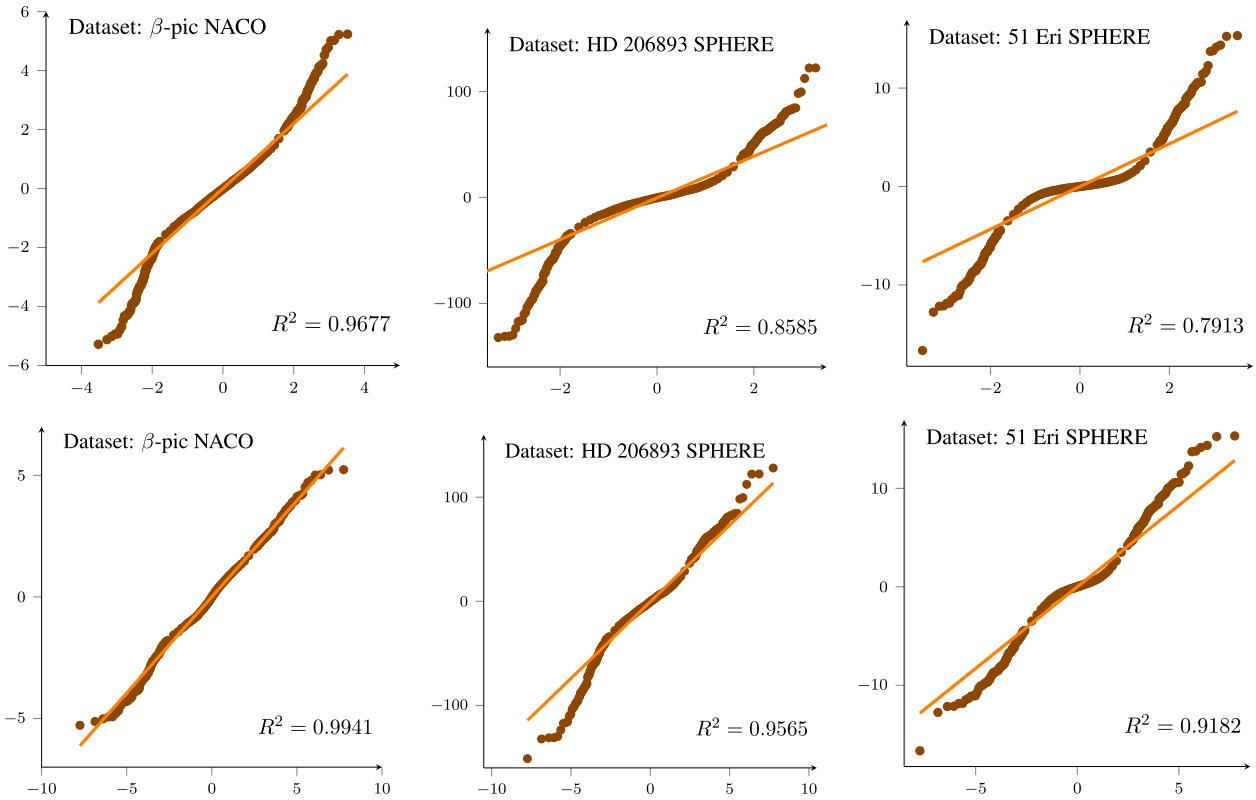 Dataset: β-pic NACO
6
4
2
0
−2
−4
−6
−4 −2 0 2 4
R² = 0.9677
Dataset: HD 206893 SPHERE
100
0
−100
−2 0 2
R² = 0.8585
Dataset: 51 Eri SPHERE
10
0
−10
−2 0 2
R² = 0.7913
Dataset: β-pic NACO
5
0
−5
−10 −5 0 5 10
R² = 0.9941
Dataset: HD 206893 SPHERE
100
0
−100
−10 −5 0 5 10
R² = 0.9565
Dataset: 51 Eri SPHERE
10
0
−10
−5 0 5
R² = 0.9182